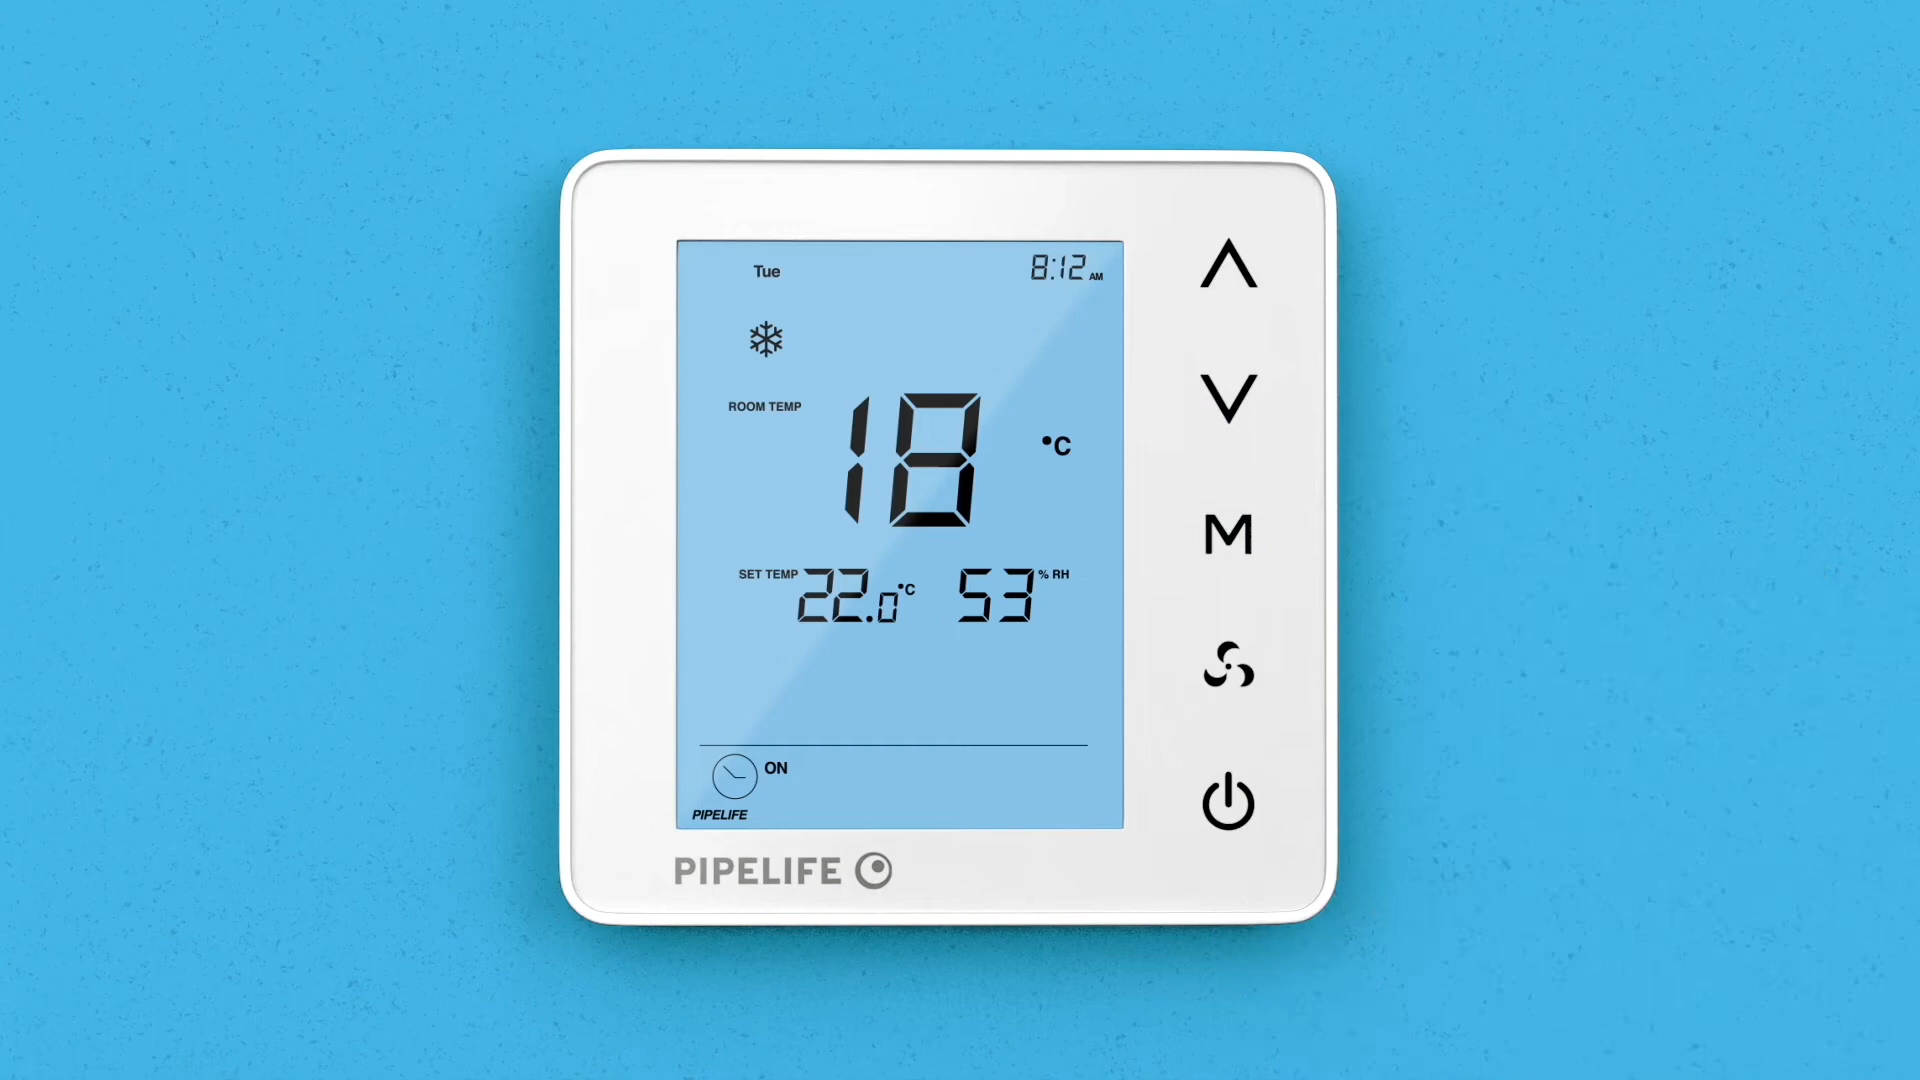 Tue
8:12 AM
ROOM TEMP
18 °C
SET TEMP 22.0 °C 53 % RH
ON
PIPELIFE
PIPELIFE
M